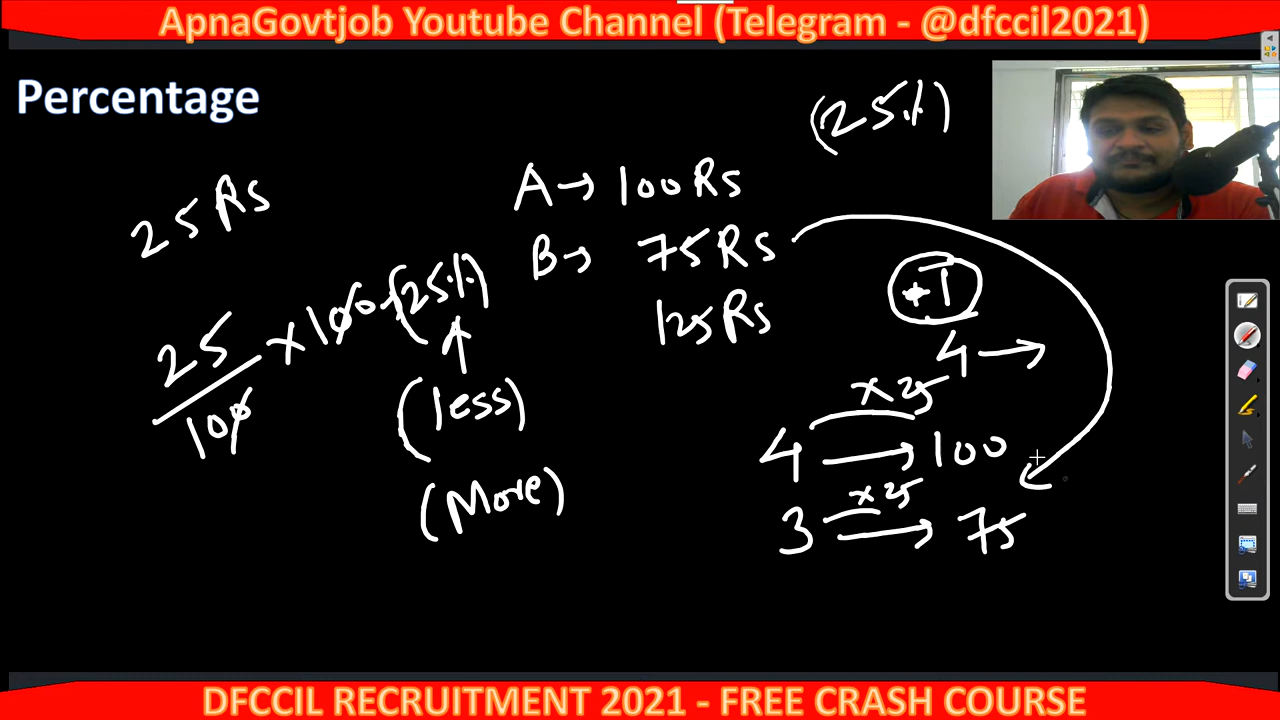 ApnaGovtjob Youtube Channel (Telegram - @dfccil2021)
Percentage
(25%)
25 Rs
A → 100 Rs
B → 75 Rs
125 Rs
25/100 × 100 (25%)
(less)
(More)
+1
4 →
× 25
4 → 100
× 25
3 → 75
DFCCIL RECRUITMENT 2021 - FREE CRASH COURSE